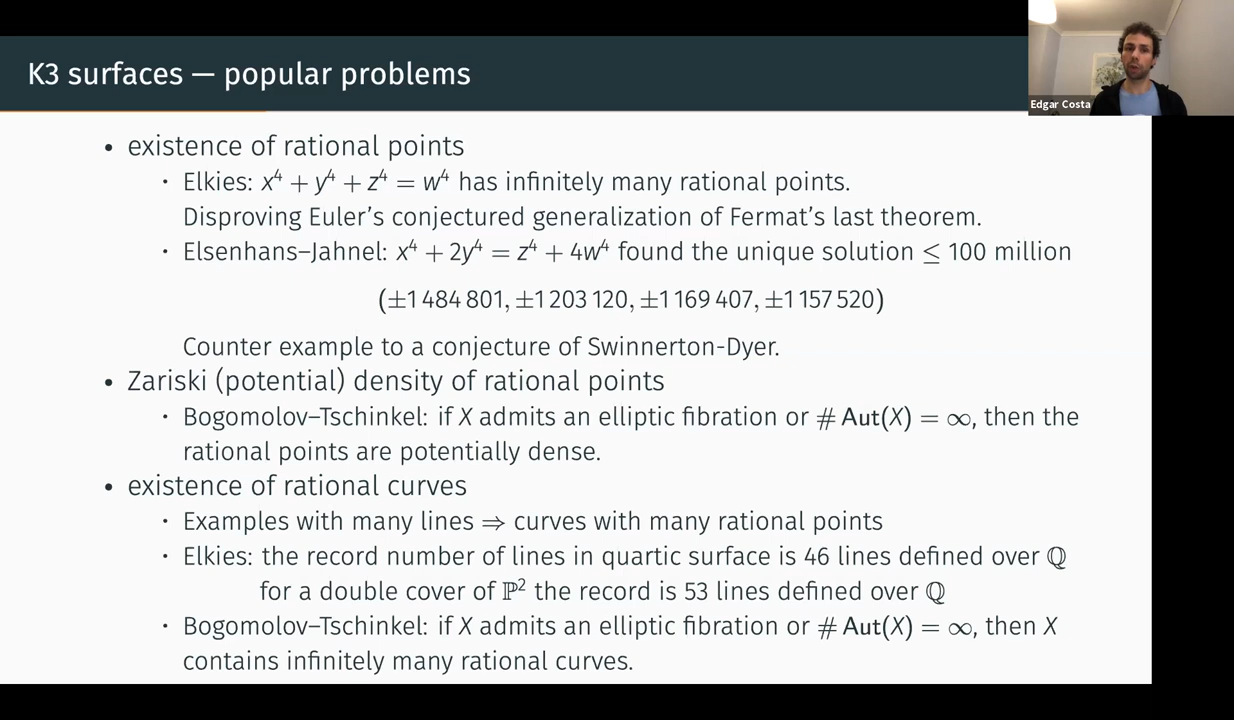 K3 surfaces — popular problems
Edgar Costa
• existence of rational points
· Elkies: x⁴ + y⁴ + z⁴ = w⁴ has infinitely many rational points.
Disproving Euler's conjectured generalization of Fermat's last theorem.
· Elsenhans–Jahnel: x⁴ + 2y⁴ = z⁴ + 4w⁴ found the unique solution ≤ 100 million
(±1 484 801, ±1 203 120, ±1 169 407, ±1 157 520)
Counter example to a conjecture of Swinnerton-Dyer.
• Zariski (potential) density of rational points
· Bogomolov–Tschinkel: if X admits an elliptic fibration or # Aut(X) = ∞, then the
rational points are potentially dense.
• existence of rational curves
· Examples with many lines ⇒ curves with many rational points
· Elkies: the record number of lines in quartic surface is 46 lines defined over ℚ
for a double cover of ℙ² the record is 53 lines defined over ℚ
· Bogomolov–Tschinkel: if X admits an elliptic fibration or # Aut(X) = ∞, then X
contains infinitely many rational curves.